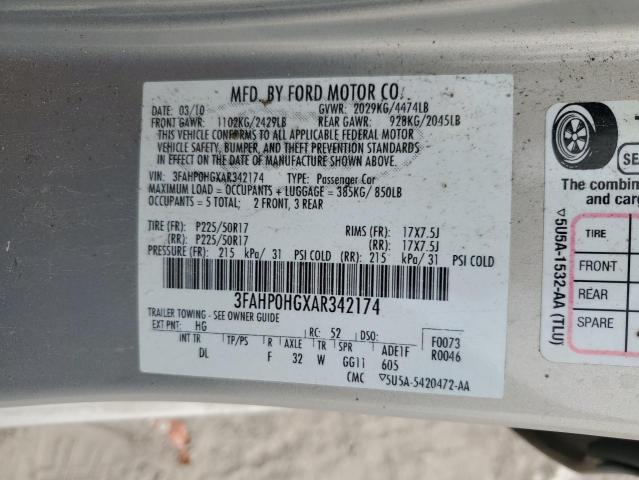 MFD. BY FORD MOTOR CO.
DATE: 03/10 GVWR: 2029KG/4474LB
FRONT GAWR: 1102KG/2429LB REAR GAWR: 928KG/2045LB
THIS VEHICLE CONFORMS TO ALL APPLICABLE FEDERAL MOTOR
VEHICLE SAFETY, BUMPER, AND THEFT PREVENTION STANDARDS
IN EFFECT ON THE DATE OF MANUFACTURE SHOWN ABOVE.
VIN: 3FAHP0HGXAR342174 TYPE: Passenger Car
MAXIMUM LOAD = OCCUPANTS + LUGGAGE = 385KG/ 850LB
OCCUPANTS = 5 TOTAL; 2 FRONT, 3 REAR
TIRE (FR): P225/50R17 RIMS (FR): 17X7.5J
(RR): P225/50R17 (RR): 17X7.5J
PRESSURE (FR): 215 kPa/ 31 PSI COLD (RR): 215 kPa/ 31 PSI COLD
3FAHP0HGXAR342174
TRAILER TOWING - SEE OWNER GUIDE
EXT PNT: HG RC: 52 DSO: F0073
INT TR TP/PS R AXLE TR SPR ADE1F R0046
DL F 32 W GG11 605
CMC ▽5U5A-5420472-AA
The combin
and carg
TIRE
FRONT
REAR
SPARE
▽5U5A-1532-AA (TLU)